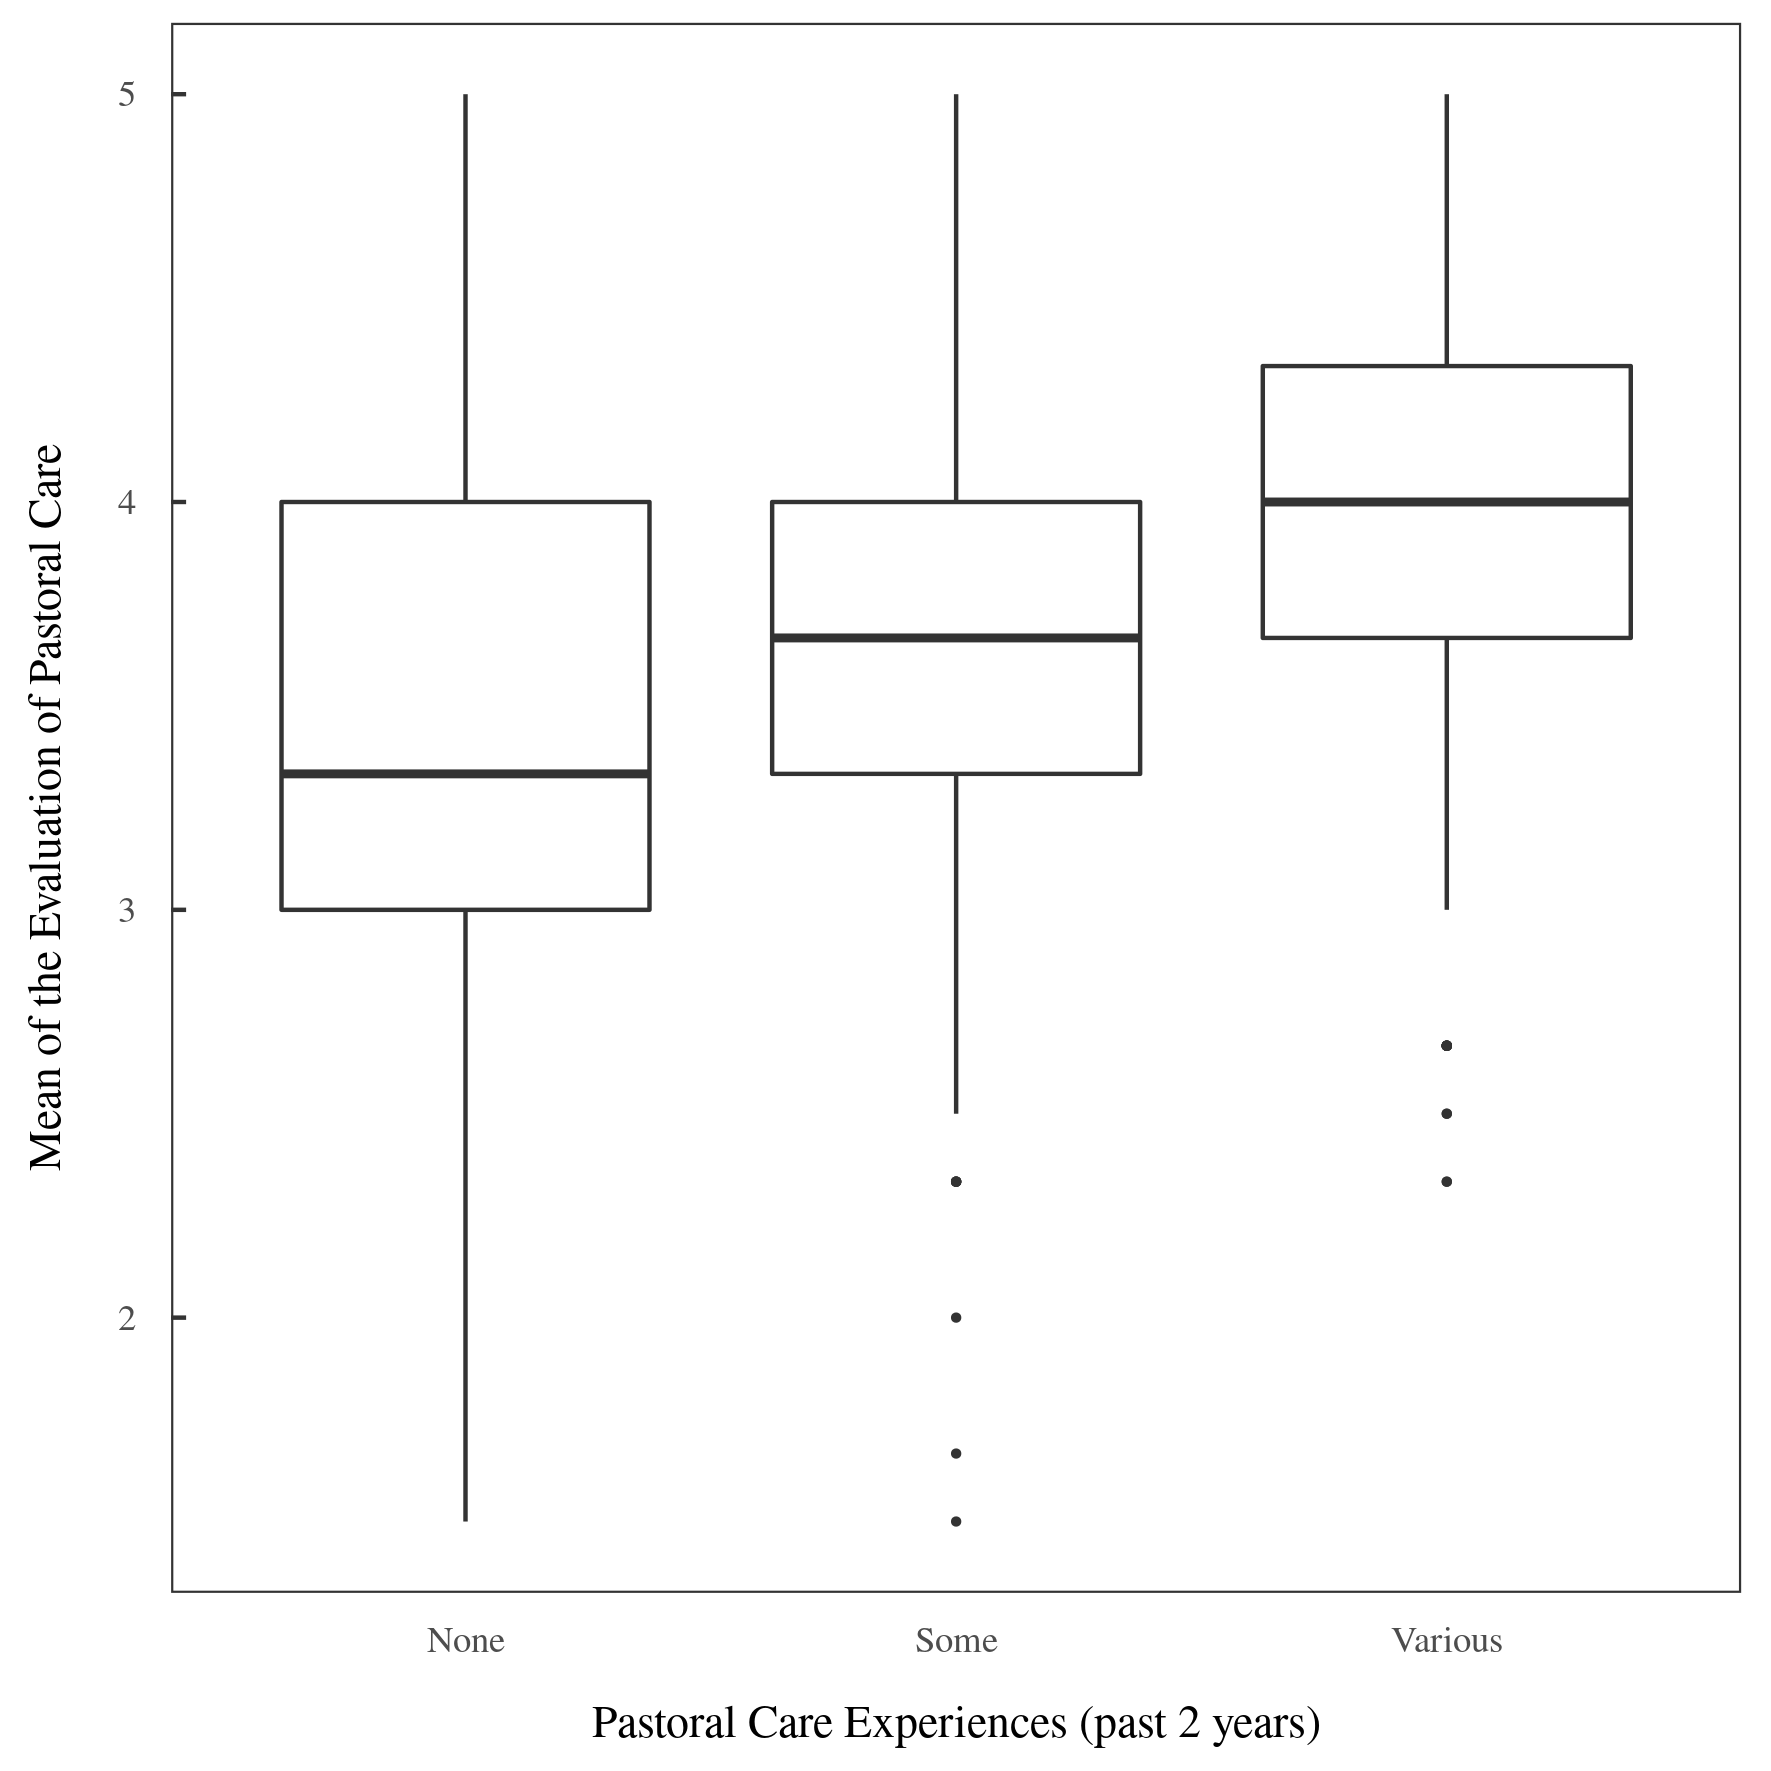 Mean of the Evaluation of Pastoral Care
5
4
3
2
None
Some
Various
Pastoral Care Experiences (past 2 years)